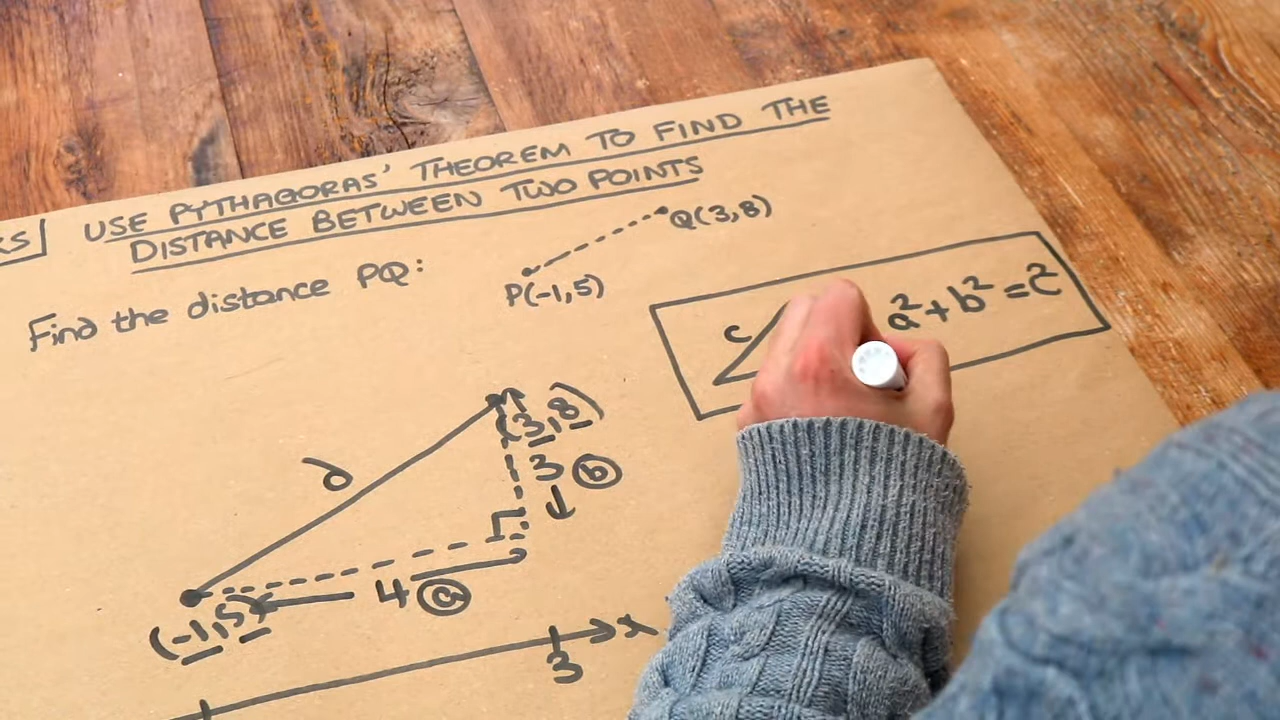 USE PYTHAGORAS' THEOREM TO FIND THE
DISTANCE BETWEEN TWO POINTS
Find the distance PQ:
Q(3,8)
P(-1,5)
c
a²+b²=c²
(3,8)
d
3 b
4 a
(-1,5)
x
3